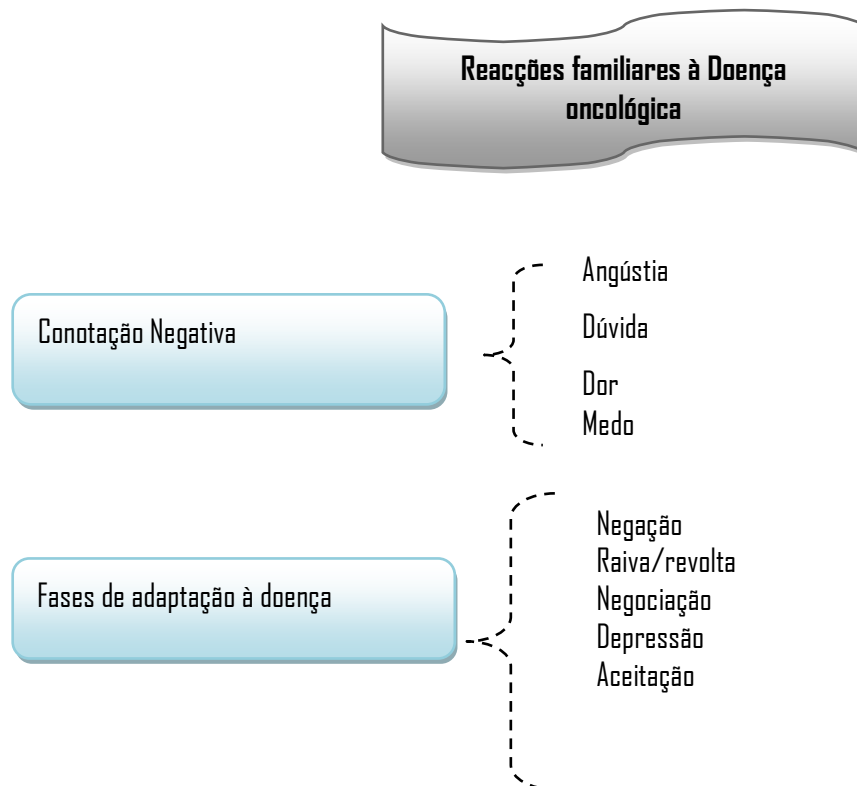 Reacções familiares à Doença
oncológica
Conotação Negativa
Angústia
Dúvida
Dor
Medo
Fases de adaptação à doença
Negação
Raiva/revolta
Negociação
Depressão
Aceitação